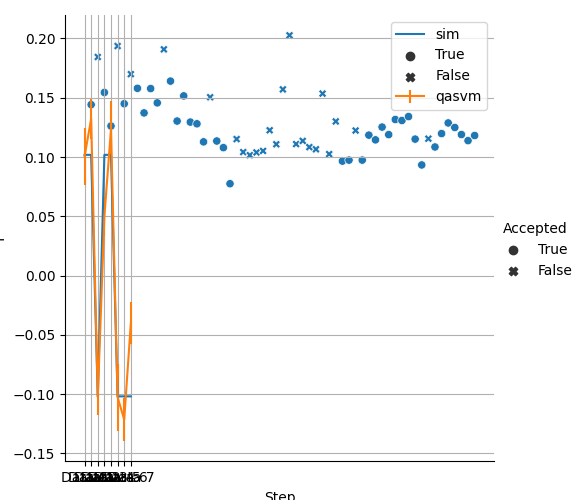 0.20
0.15
0.10
0.05
0.00
−0.05
−0.10
−0.15
sim
True
False
qasvm
Accepted
True
False
Step